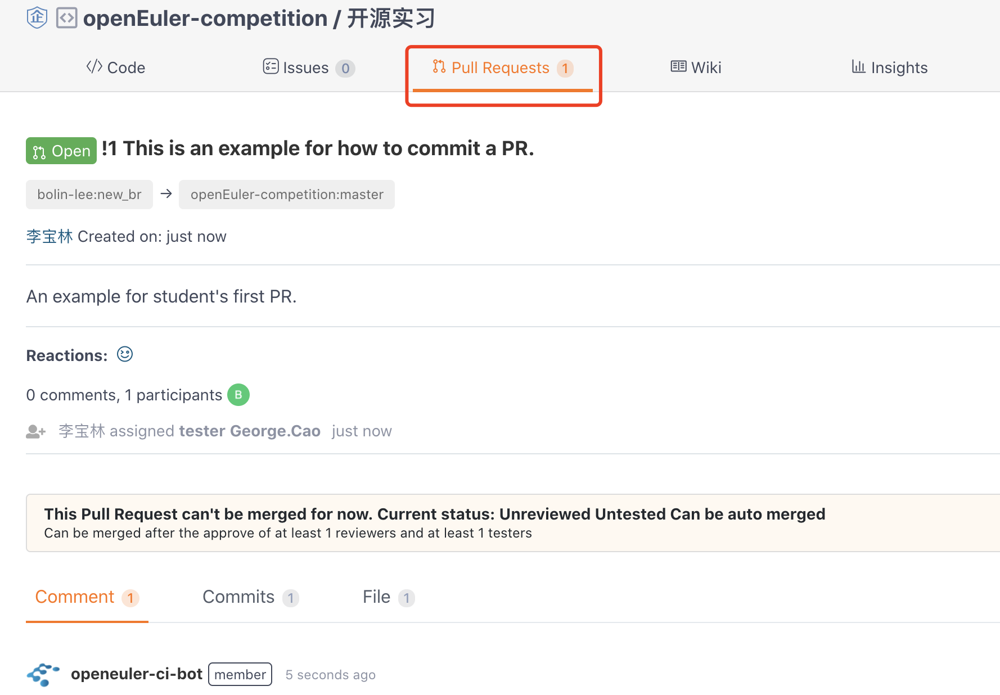 企 openEuler-competition / 开源实习
Code Issues 0 Pull Requests 1 Wiki Insights
Open !1 This is an example for how to commit a PR.
bolin-lee:new_br → openEuler-competition:master
李宝林 Created on: just now
An example for student's first PR.
Reactions:
0 comments, 1 participants B
李宝林 assigned tester George.Cao just now
This Pull Request can't be merged for now. Current status: Unreviewed Untested Can be auto merged
Can be merged after the approve of at least 1 reviewers and at least 1 testers
Comment 1 Commits 1 File 1
openeuler-ci-bot member 5 seconds ago